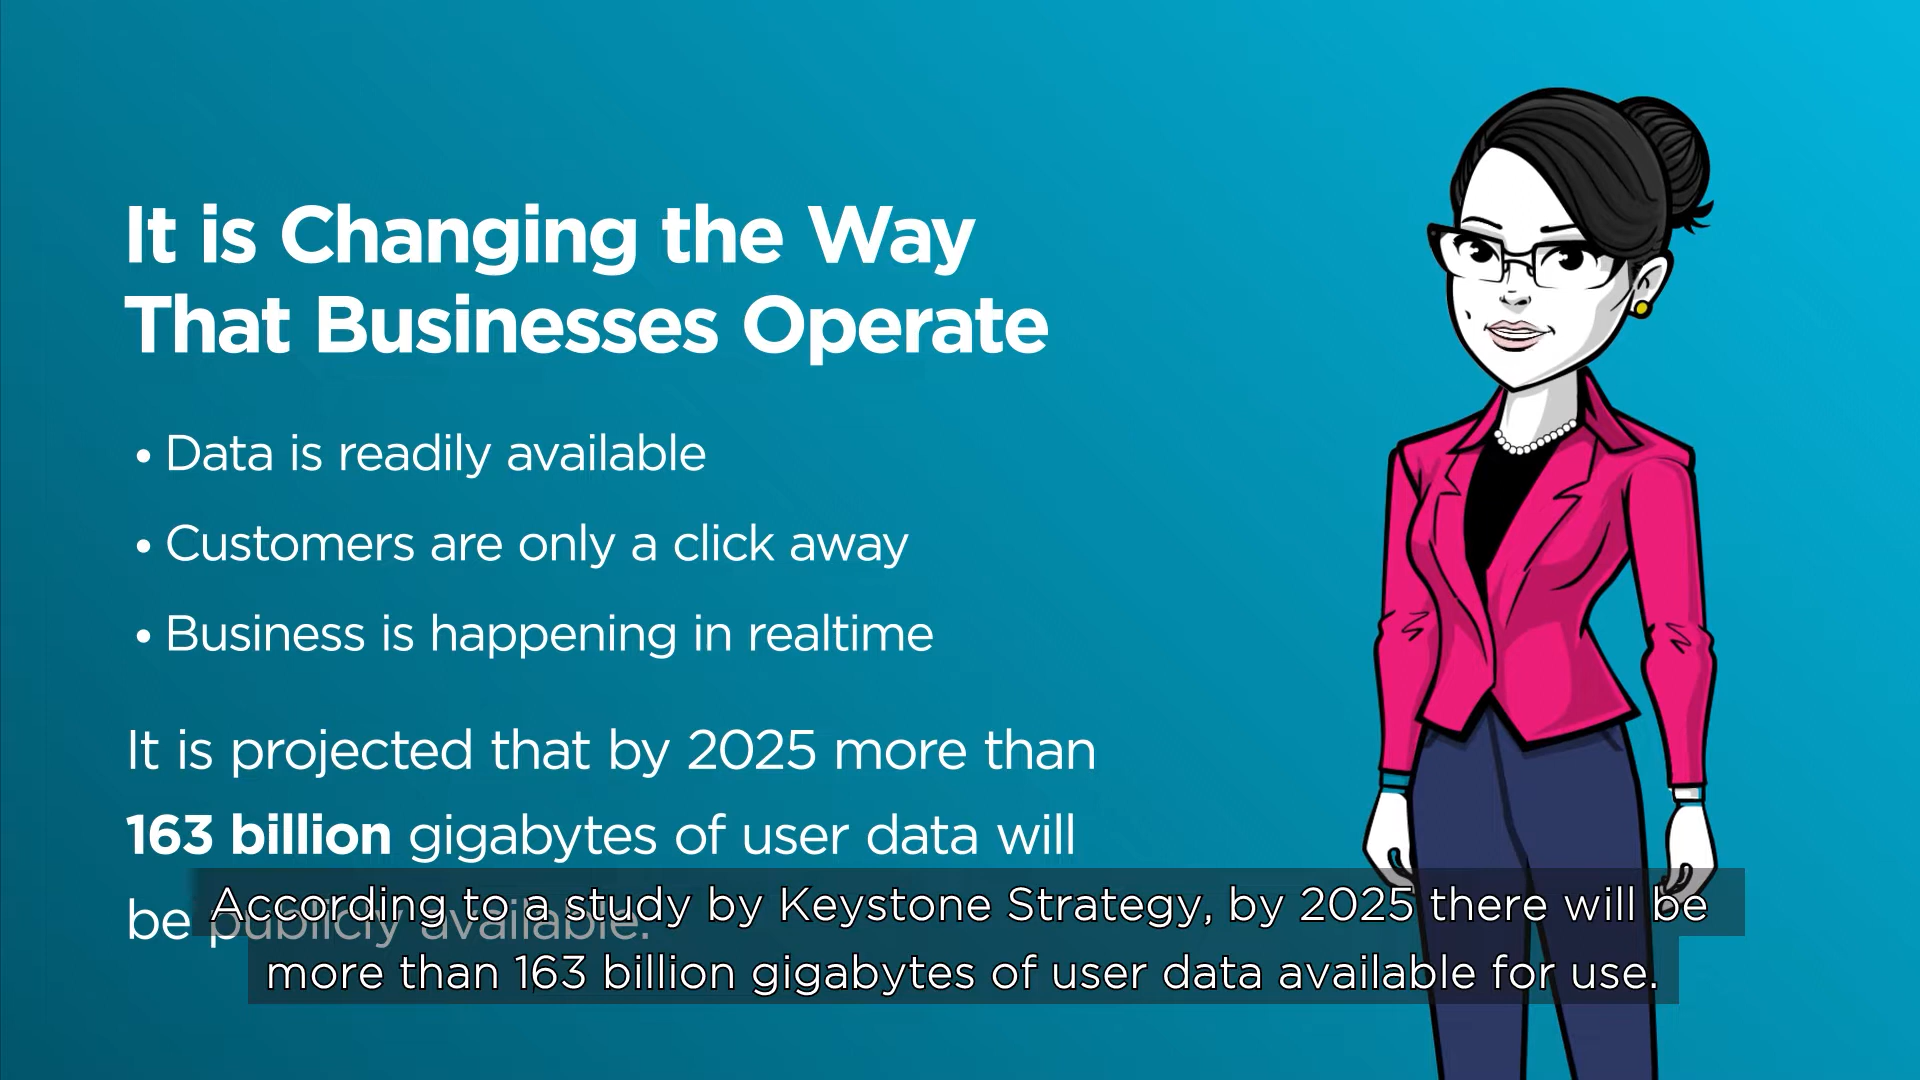 It is Changing the Way
That Businesses Operate
• Data is readily available
• Customers are only a click away
• Business is happening in realtime
It is projected that by 2025 more than
163 billion gigabytes of user data will
be publicly available.
According to a study by Keystone Strategy, by 2025 there will be
more than 163 billion gigabytes of user data available for use.